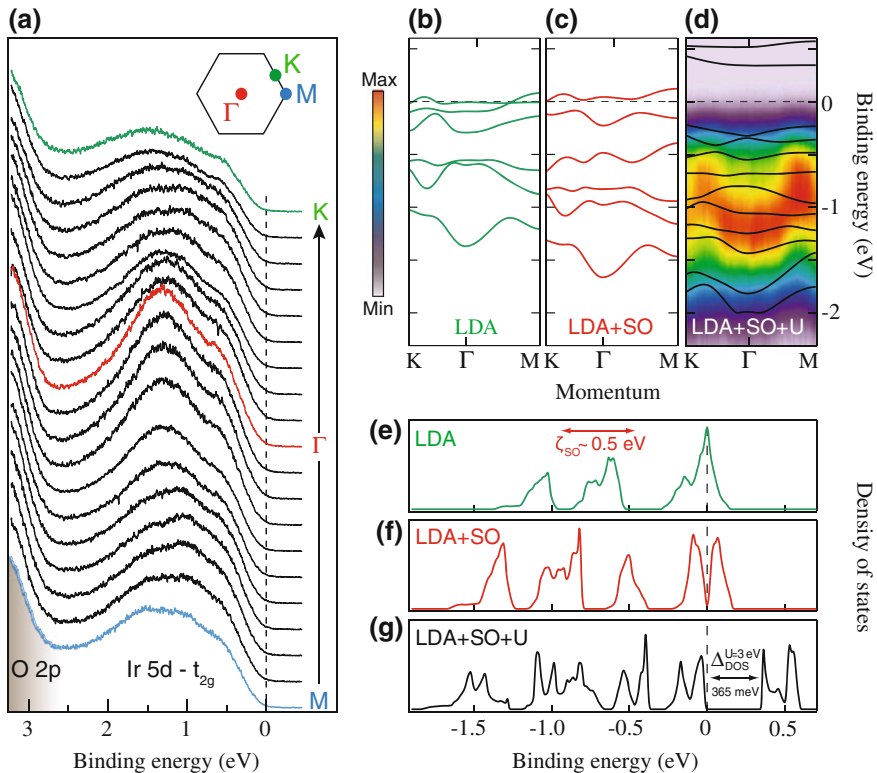 (a)
K
Γ
M
K
Γ
M
O 2p
Ir 5d - t2g
3 2 1 0
Binding energy (eV)
(b) (c) (d)
Max
Min
LDA
LDA+SO
LDA+SO+U
0
-1
-2
Binding energy (eV)
K Γ M K Γ M K Γ M
Momentum
(e)
LDA
ζSO~ 0.5 eV
(f)
LDA+SO
(g)
LDA+SO+U
ΔDOS U=3 eV
365 meV
Density of states
-1.5 -1.0 -0.5 0 0.5
Binding energy (eV)